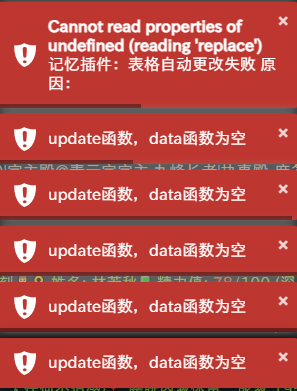 Cannot read properties of
undefined (reading 'replace')
记忆插件：表格自动更改失败 原
因：
update函数，data函数为空
update函数，data函数为空
update函数，data函数为空
update函数，data函数为空
update函数，data函数为空